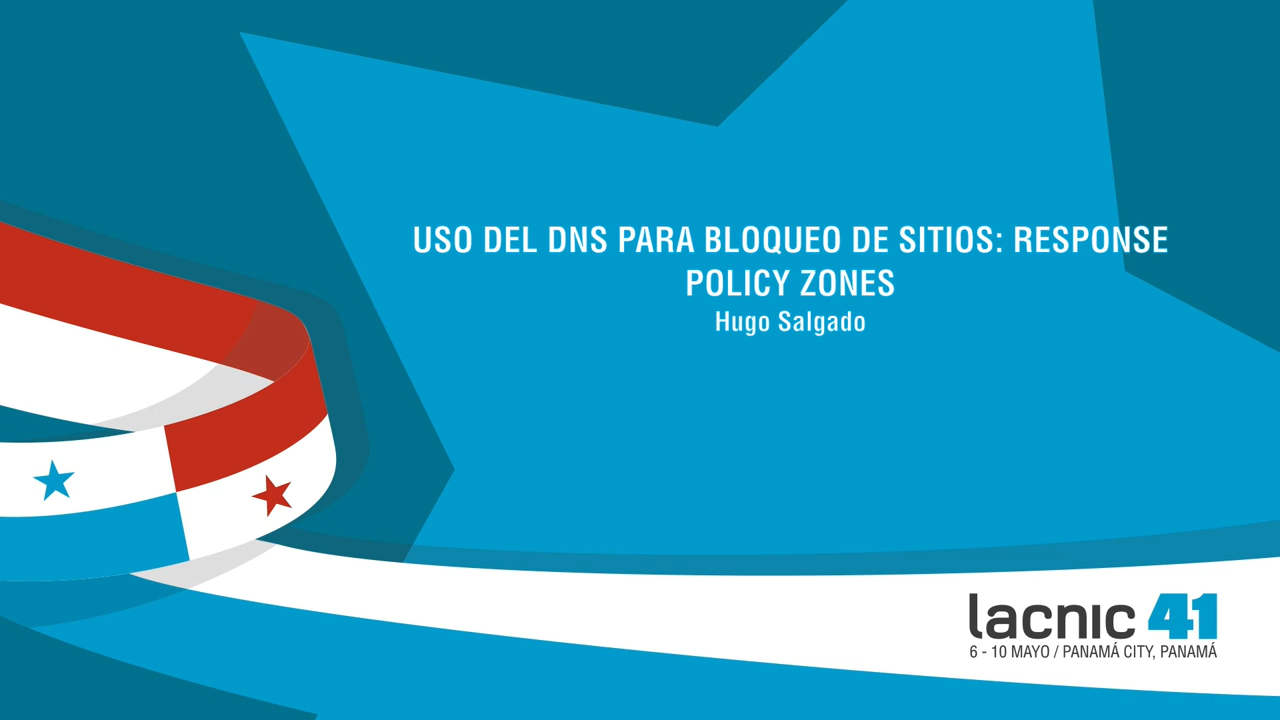 USO DEL DNS PARA BLOQUEO DE SITIOS: RESPONSE
POLICY ZONES
Hugo Salgado
lacnic 41
6 - 10 MAYO / PANAMÁ CITY, PANAMÁ